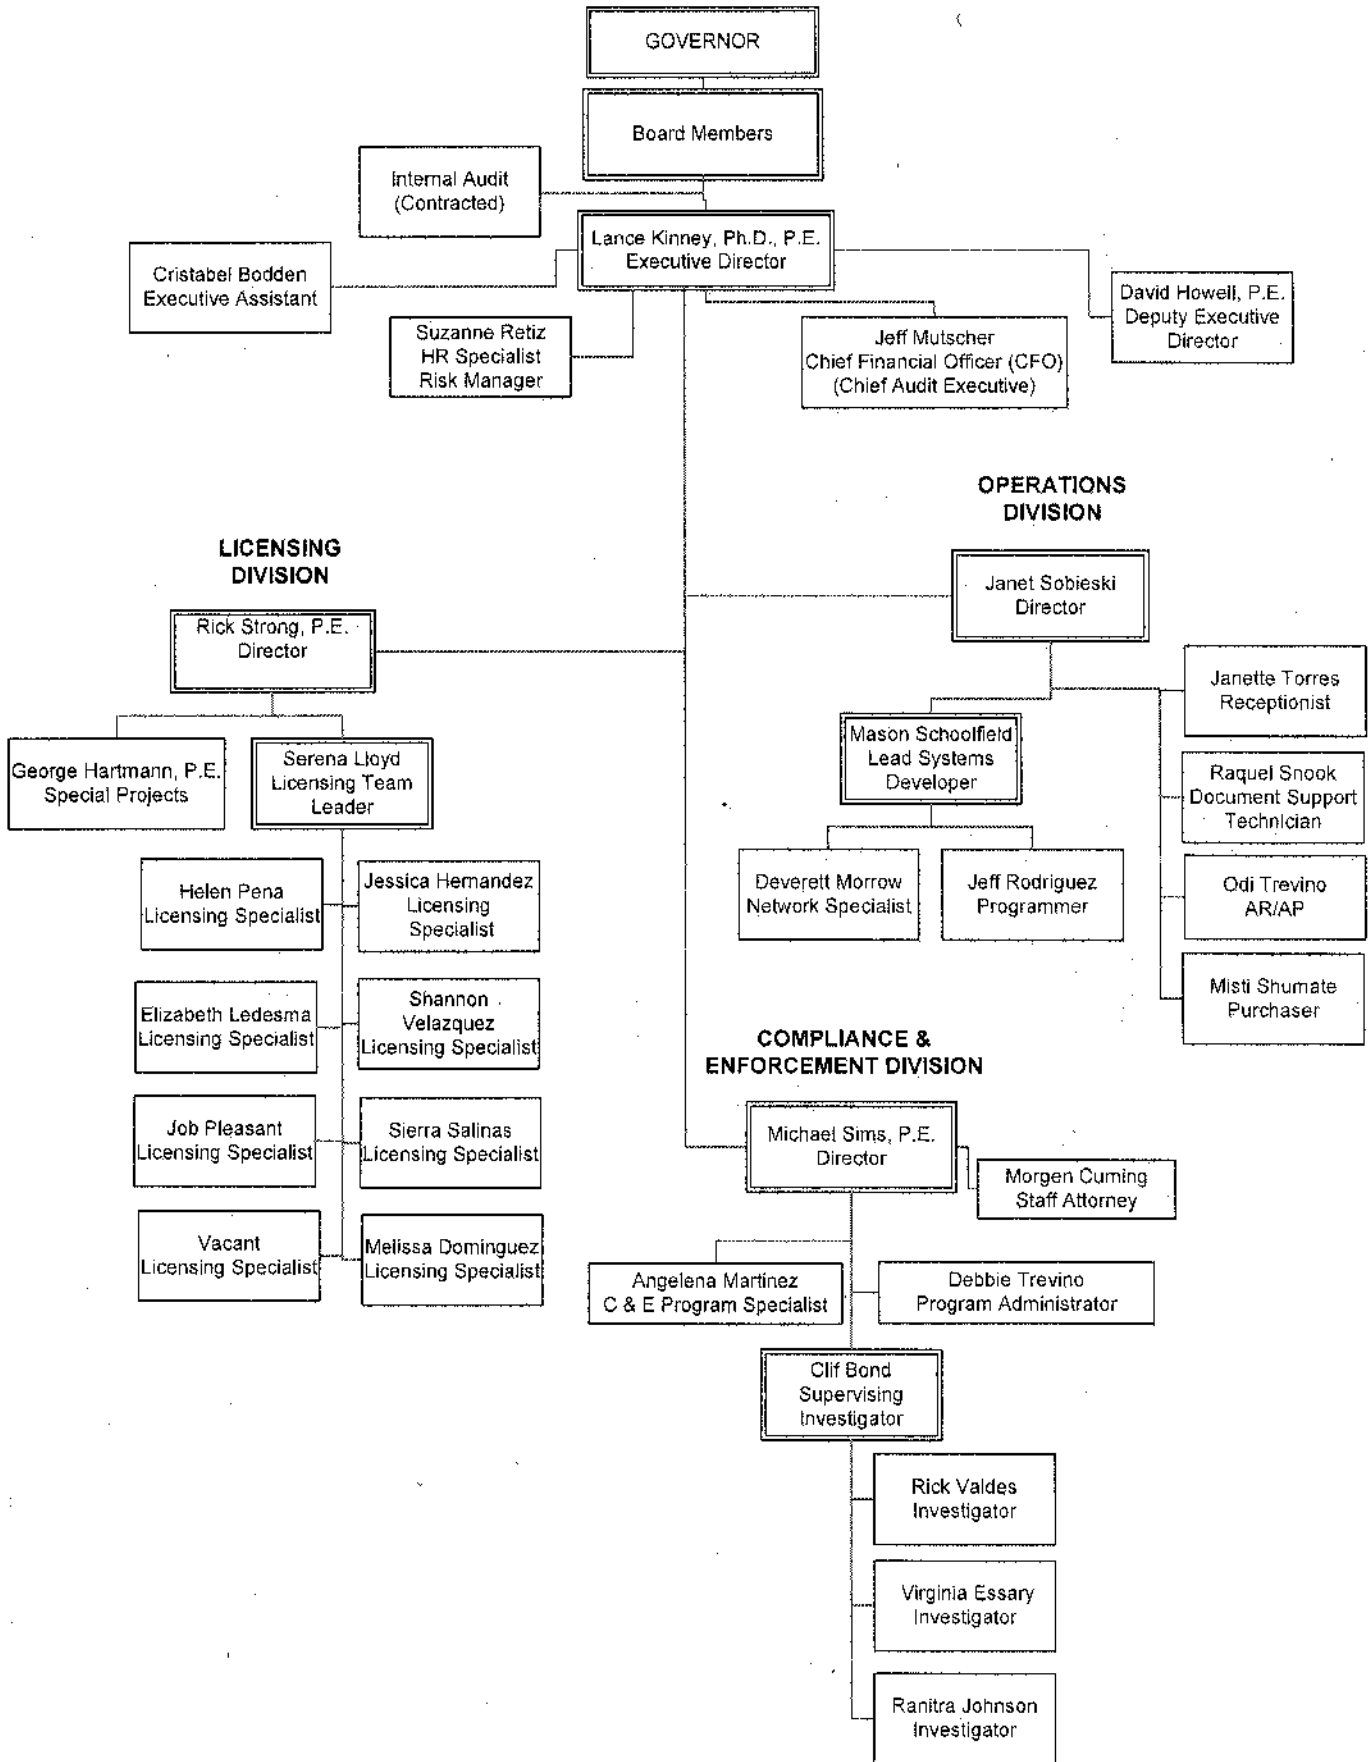 GOVERNOR
Board Members
Internal Audit
(Contracted)
Lance Kinney, Ph.D., P.E.
Executive Director
Cristabel Bodden
Executive Assistant
David Howell, P.E.
Deputy Executive
Director
Suzanne Retiz
HR Specialist
Risk Manager
Jeff Mutscher
Chief Financial Officer (CFO)
(Chief Audit Executive)
OPERATIONS
DIVISION
LICENSING
DIVISION
Janet Sobieski
Director
Rick Strong, P.E.
Director
Janette Torres
Receptionist
George Hartmann, P.E.
Special Projects
Serena Lloyd
Licensing Team
Leader
Mason Schoolfield
Lead Systems
Developer
Raquel Snook
Document Support
Technician
Helen Pena
Licensing Specialist
Jessica Hernandez
Licensing
Specialist
Deverett Morrow
Network Specialist
Jeff Rodriguez
Programmer
Odi Trevino
AR/AP
Elizabeth Ledesma
Licensing Specialist
Shannon
Velazquez
Licensing Specialist
Misti Shumate
Purchaser
COMPLIANCE &
ENFORCEMENT DIVISION
Job Pleasant
Licensing Specialist
Sierra Salinas
Licensing Specialist
Michael Sims, P.E.
Director
Morgen Cuming
Staff Attorney
Vacant
Licensing Specialist
Melissa Dominguez
Licensing Specialist
Angelena Martinez
C & E Program Specialist
Debbie Trevino
Program Administrator
Clif Bond
Supervising
Investigator
Rick Valdes
Investigator
Virginia Essary
Investigator
Ranitra Johnson
Investigator